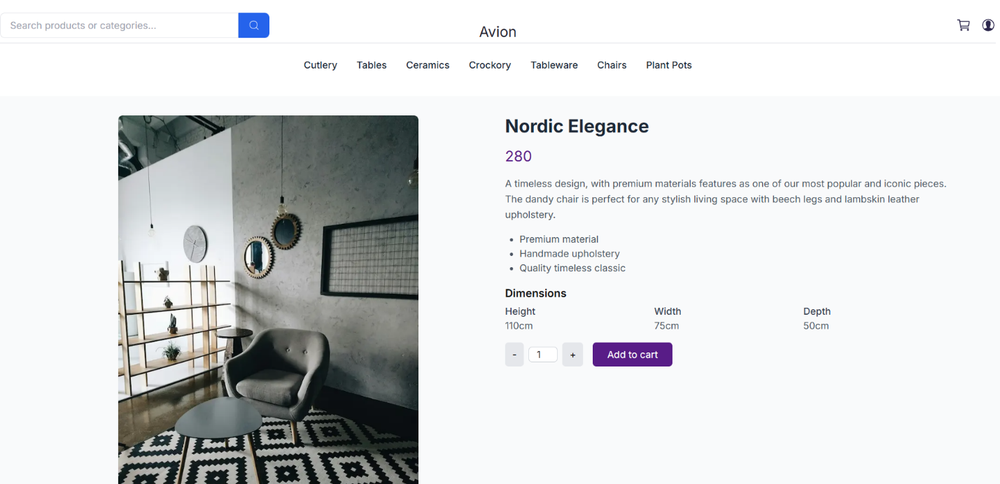 Search products or categories...
Avion
Cutlery Tables Ceramics Crockory Tableware Chairs Plant Pots
Nordic Elegance
280
A timeless design, with premium materials features as one of our most popular and iconic pieces.
The dandy chair is perfect for any stylish living space with beech legs and lambskin leather
upholstery.
Premium material
Handmade upholstery
Quality timeless classic
Dimensions
Height Width Depth
110cm 75cm 50cm
- 1 + Add to cart